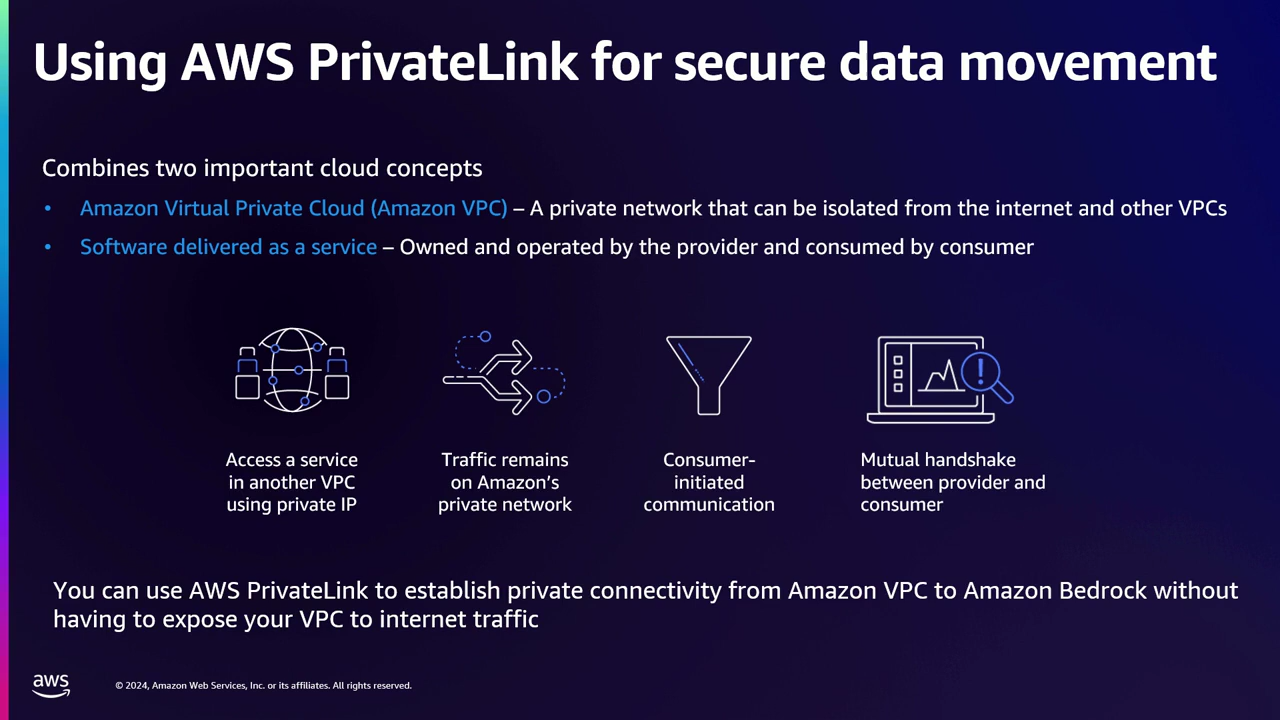 Using AWS PrivateLink for secure data movement
Combines two important cloud concepts
• Amazon Virtual Private Cloud (Amazon VPC) – A private network that can be isolated from the internet and other VPCs
• Software delivered as a service – Owned and operated by the provider and consumed by consumer
Access a service
in another VPC
using private IP
Traffic remains
on Amazon’s
private network
Consumer-
initiated
communication
Mutual handshake
between provider and
consumer
You can use AWS PrivateLink to establish private connectivity from Amazon VPC to Amazon Bedrock without
having to expose your VPC to internet traffic
aws
© 2024, Amazon Web Services, Inc. or its affiliates. All rights reserved.